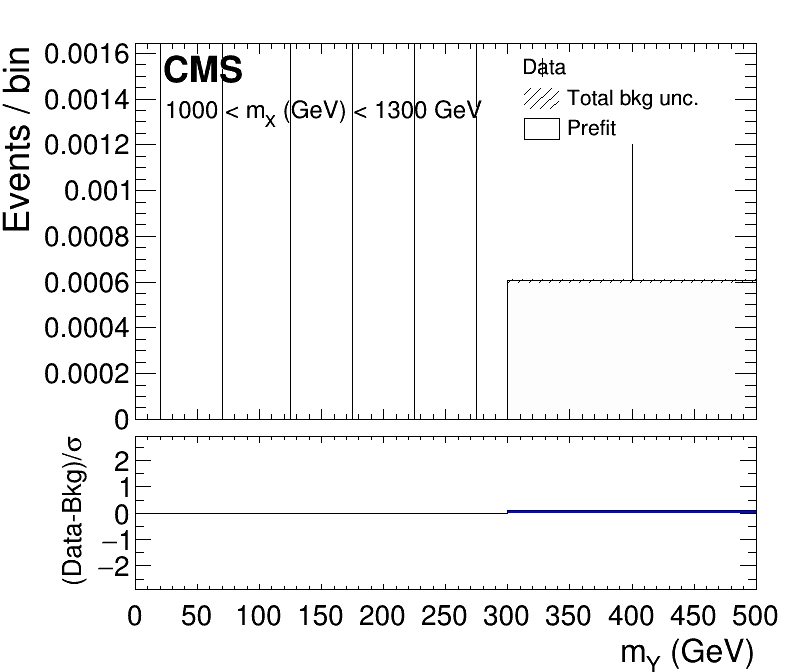 CMS
1000 < mX (GeV) < 1300 GeV
Data
Total bkg unc.
Prefit
Events / bin
0.0016
0.0014
0.0012
0.001
0.0008
0.0006
0.0004
0.0002
0
(Data-Bkg)/σ
2
1
0
−1
−2
0 50 100 150 200 250 300 350 400 450 500
mY (GeV)